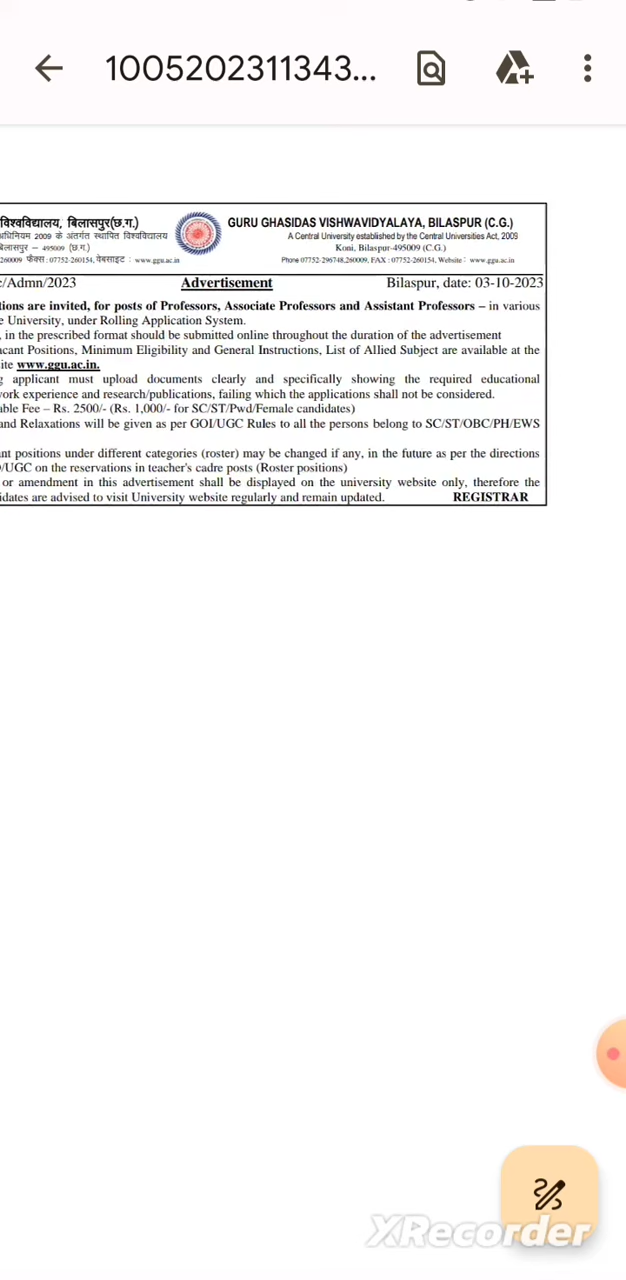 1005202311343...
विश्वविद्यालय, बिलासपुर(छ.ग.)
अधिनियम 2009 के अंतर्गत स्थापित विश्वविद्यालय
बिलासपुर – 495009 (छ.ग.)
260009 फैक्स : 07752-260154, वेबसाइट : www.ggu.ac.in
GURU GHASIDAS VISHWAVIDYALAYA, BILASPUR (C.G.)
A Central University established by the Central Universities Act, 2009
Koni, Bilaspur-495009 (C.G.)
Phone 07752-296748,260009, FAX : 07752-260154, Website : www.ggu.ac.in
/Admn/2023 Advertisement Bilaspur, date: 03-10-2023
tions are invited, for posts of Professors, Associate Professors and Assistant Professors – in various
e University, under Rolling Application System.
, in the prescribed format should be submitted online throughout the duration of the advertisement
acant Positions, Minimum Eligibility and General Instructions, List of Allied Subject are available at the
ite www.ggu.ac.in.
g applicant must upload documents clearly and specifically showing the required educational
work experience and research/publications, failing which the applications shall not be considered.
able Fee – Rs. 2500/- (Rs. 1,000/- for SC/ST/Pwd/Female candidates)
and Relaxations will be given as per GOI/UGC Rules to all the persons belong to SC/ST/OBC/PH/EWS
nt positions under different categories (roster) may be changed if any, in the future as per the directions
/UGC on the reservations in teacher's cadre posts (Roster positions)
or amendment in this advertisement shall be displayed on the university website only, therefore the
idates are advised to visit University website regularly and remain updated. REGISTRAR
XRecorder